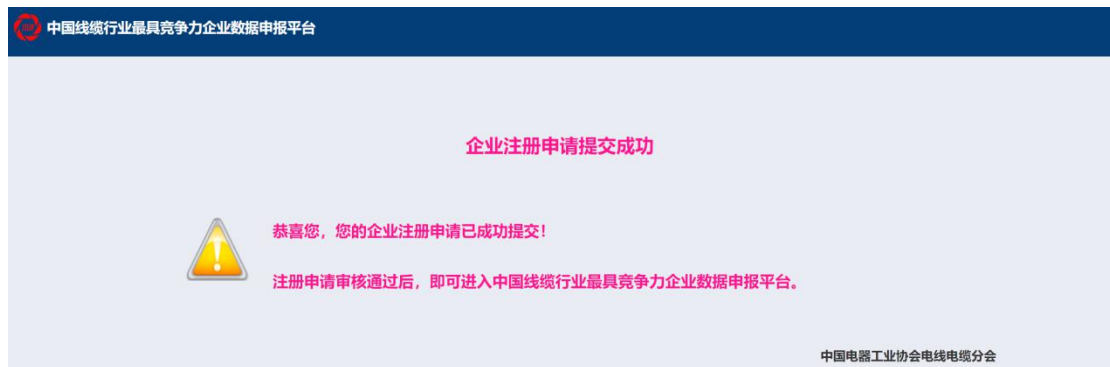 中国线缆行业最具竞争力企业数据申报平台
企业注册申请提交成功
恭喜您，您的企业注册申请已成功提交！
注册申请审核通过后，即可进入中国线缆行业最具竞争力企业数据申报平台。
中国电器工业协会电线电缆分会